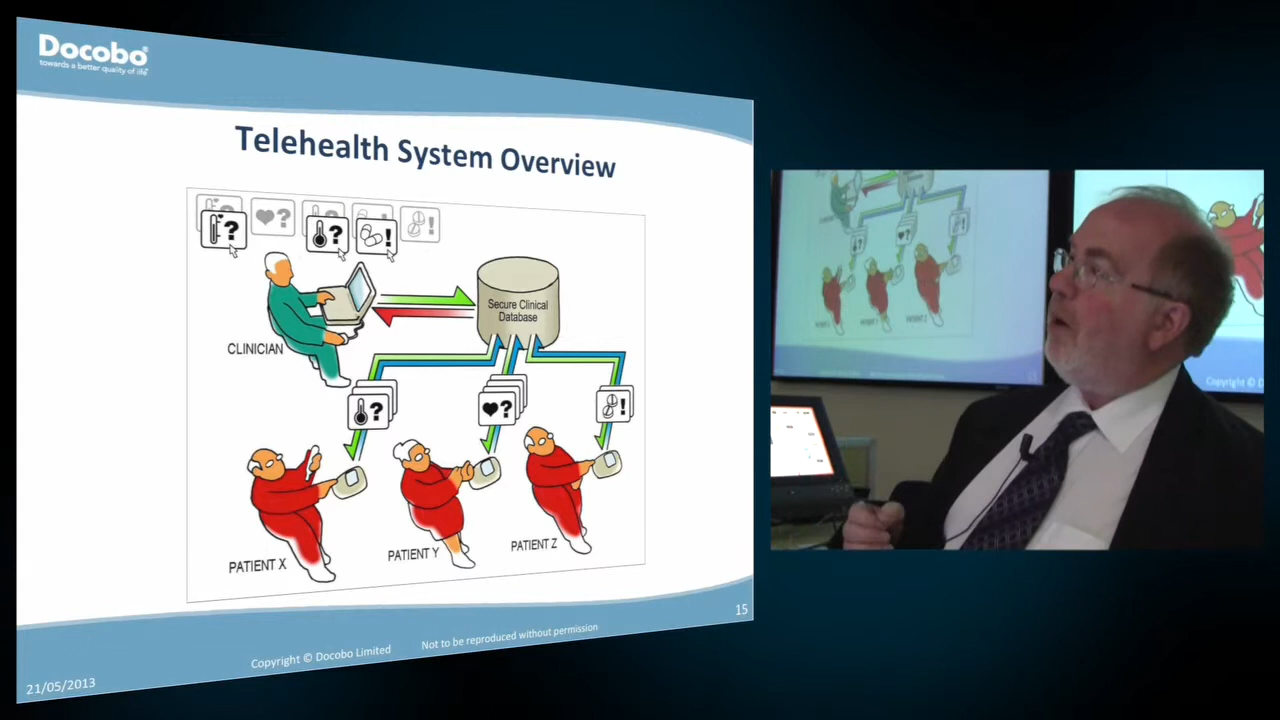 Docobo®
towards a better quality of life
Telehealth System Overview
?
?
?
!
!
Secure Clinical
Database
CLINICIAN
?
?
!
PATIENT X
PATIENT Y
PATIENT Z
15
Copyright © Docobo Limited
Not to be reproduced without permission
21/05/2013
Copyright ©